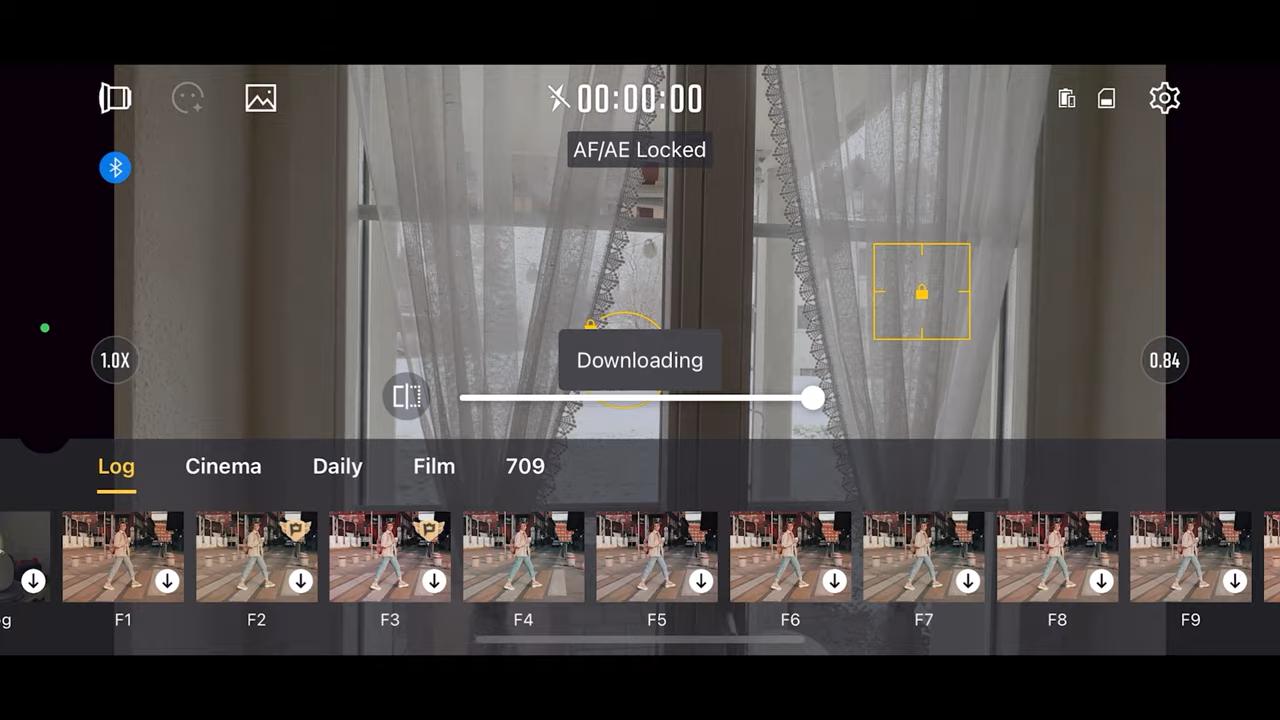 00:00:00
AF/AE Locked
1.0X
0.84
Downloading
Log Cinema Daily Film 709
g F1 F2 F3 F4 F5 F6 F7 F8 F9